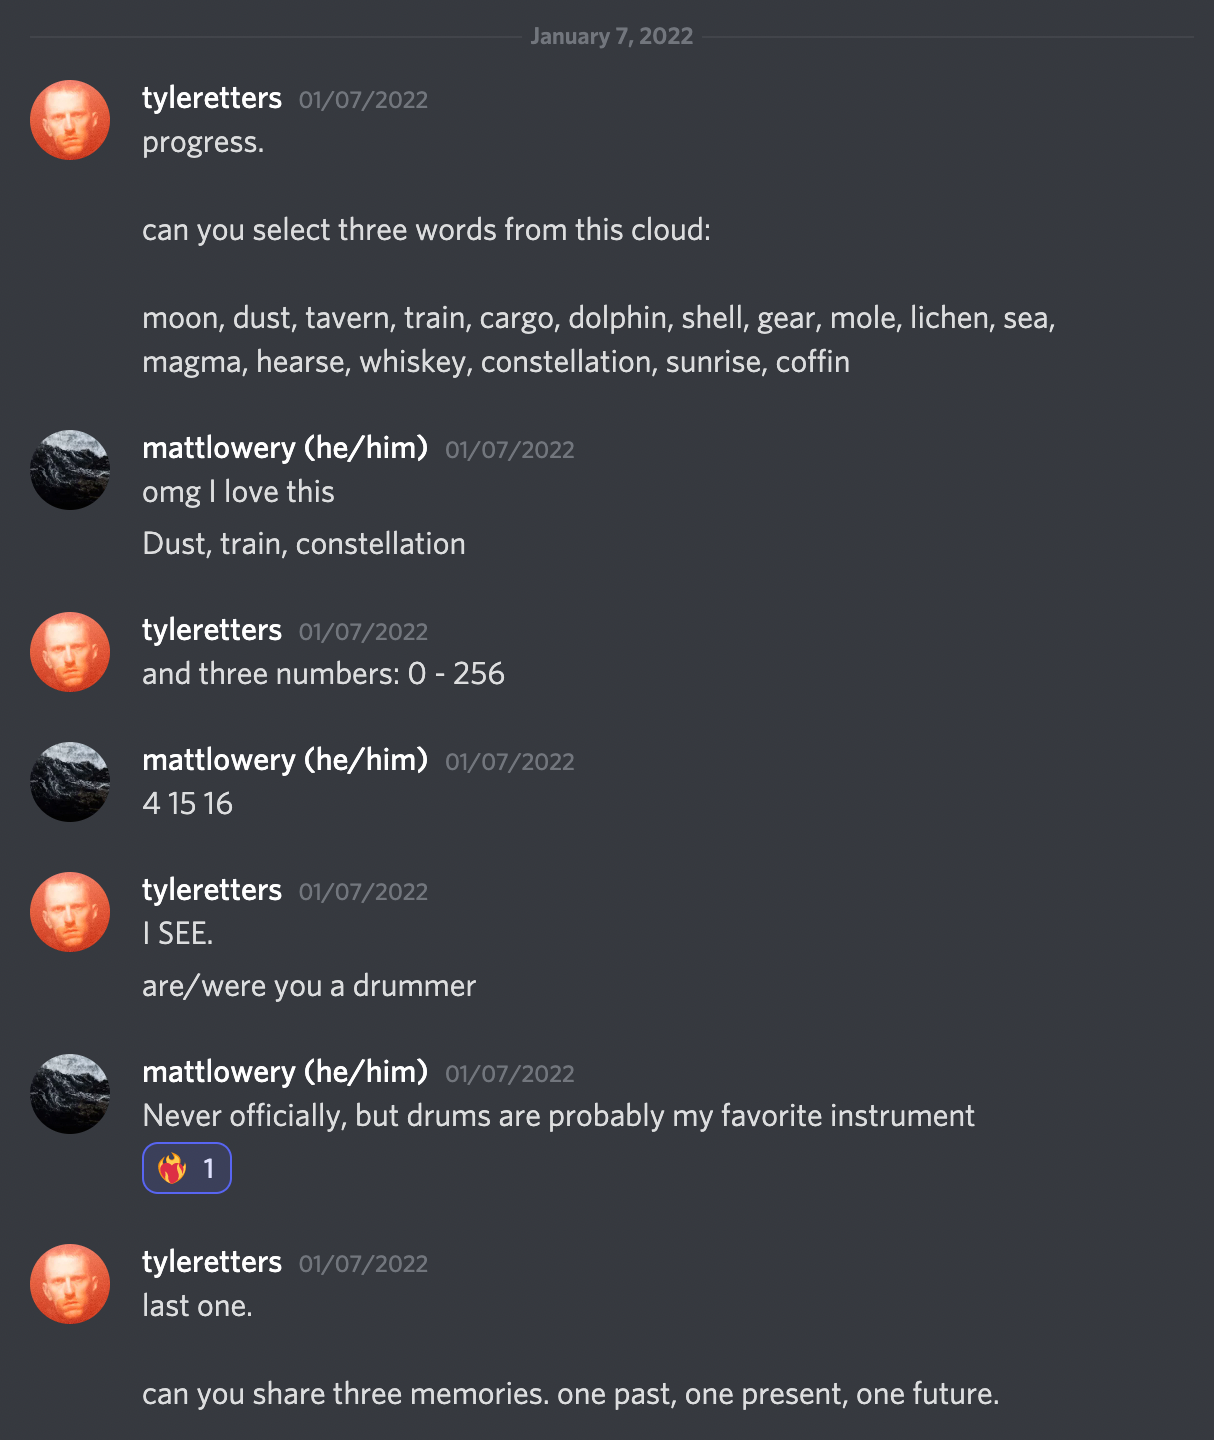 January 7, 2022
tyleretters 01/07/2022
progress.
can you select three words from this cloud:
moon, dust, tavern, train, cargo, dolphin, shell, gear, mole, lichen, sea,
magma, hearse, whiskey, constellation, sunrise, coffin
mattlowery (he/him) 01/07/2022
omg I love this
Dust, train, constellation
tyleretters 01/07/2022
and three numbers: 0 - 256
mattlowery (he/him) 01/07/2022
4 15 16
tyleretters 01/07/2022
I SEE.
are/were you a drummer
mattlowery (he/him) 01/07/2022
Never officially, but drums are probably my favorite instrument
1
tyleretters 01/07/2022
last one.
can you share three memories. one past, one present, one future.